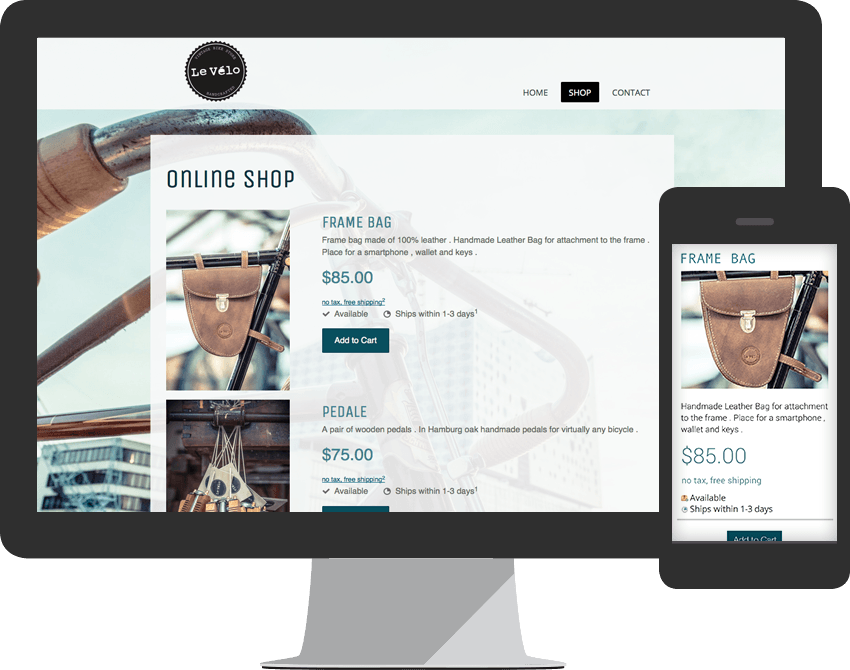 VINTAGE BIKE STORE
Le Vélo
HANDCRAFTED
HOME SHOP CONTACT
Online Shop
FRAME BAG
Frame bag made of 100% leather . Handmade Leather Bag for attachment to the frame .
Place for a smartphone , wallet and keys .
$85.00
no tax, free shipping²
Available Ships within 1-3 days¹
Add to Cart
PEDALE
A pair of wooden pedals . In Hamburg oak handmade pedals for virtually any bicycle .
$75.00
no tax, free shipping²
Available Ships within 1-3 days¹
FRAME BAG
Handmade Leather Bag for attachment
to the frame . Place for a smartphone ,
wallet and keys .
$85.00
no tax, free shipping
Available
Ships within 1-3 days
Add to Cart